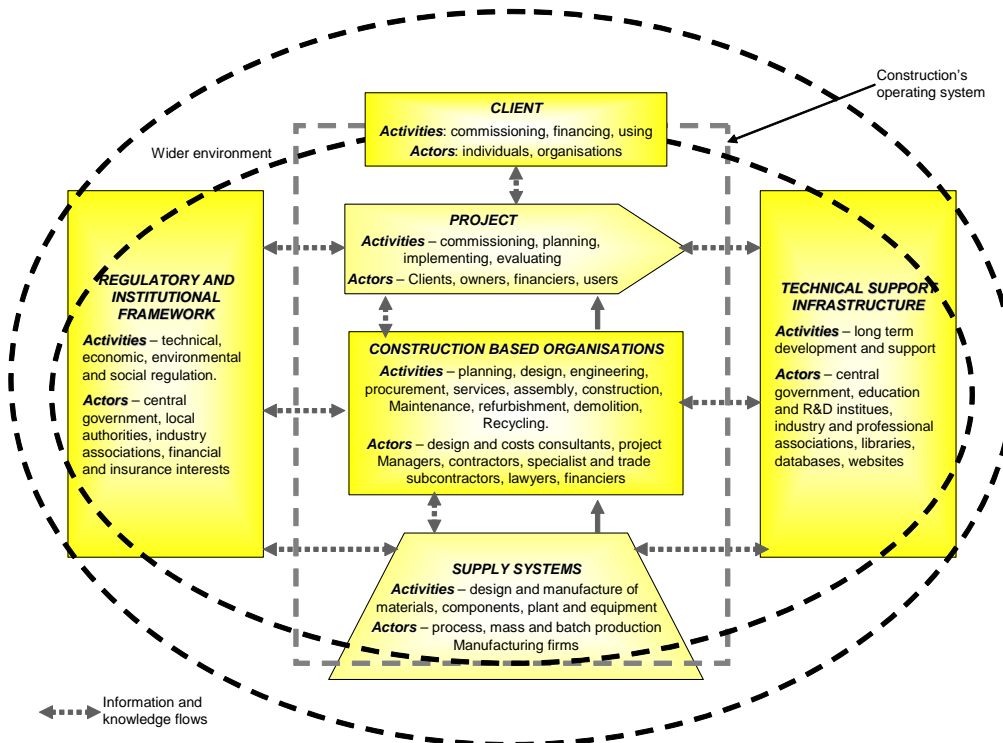 Construction's
operating system
CLIENT
Activities: commissioning, financing, using
Actors: individuals, organisations
Wider environment
PROJECT
Activities – commissioning, planning,
implementing, evaluating
Actors – Clients, owners, financiers, users
REGULATORY AND
INSTITUTIONAL
FRAMEWORK
Activities – technical,
economic, environmental
and social regulation.
Actors – central
government, local
authorities, industry
associations, financial
and insurance interests
CONSTRUCTION BASED ORGANISATIONS
Activities – planning, design, engineering,
procurement, services, assembly, construction,
Maintenance, refurbishment, demolition,
Recycling.
Actors – design and costs consultants, project
Managers, contractors, specialist and trade
subcontractors, lawyers, financiers
TECHNICAL SUPPORT
INFRASTRUCTURE
Activities – long term
development and support
Actors – central
government, education
and R&D institues,
industry and professional
associations, libraries,
databases, websites
SUPPLY SYSTEMS
Activities – design and manufacture of
materials, components, plant and equipment
Actors – process, mass and batch production
Manufacturing firms
Information and
knowledge flows